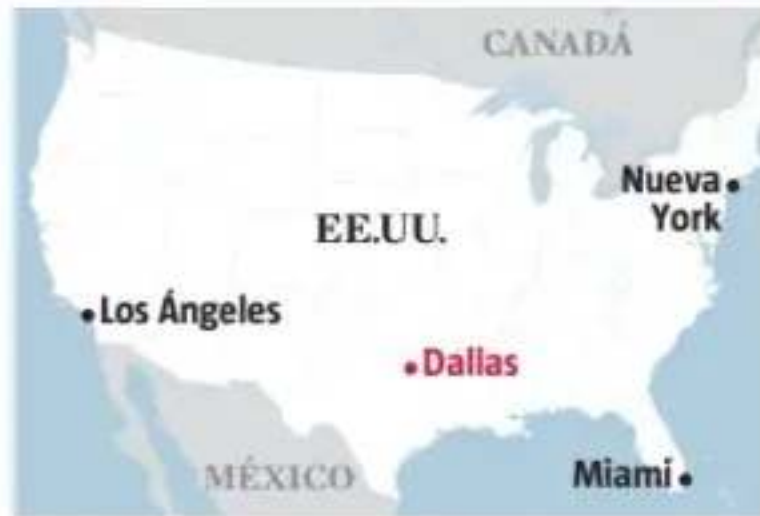 CANADÁ
Nueva
York
EE.UU.
Los Ángeles
Dallas
MÉXICO
Miami